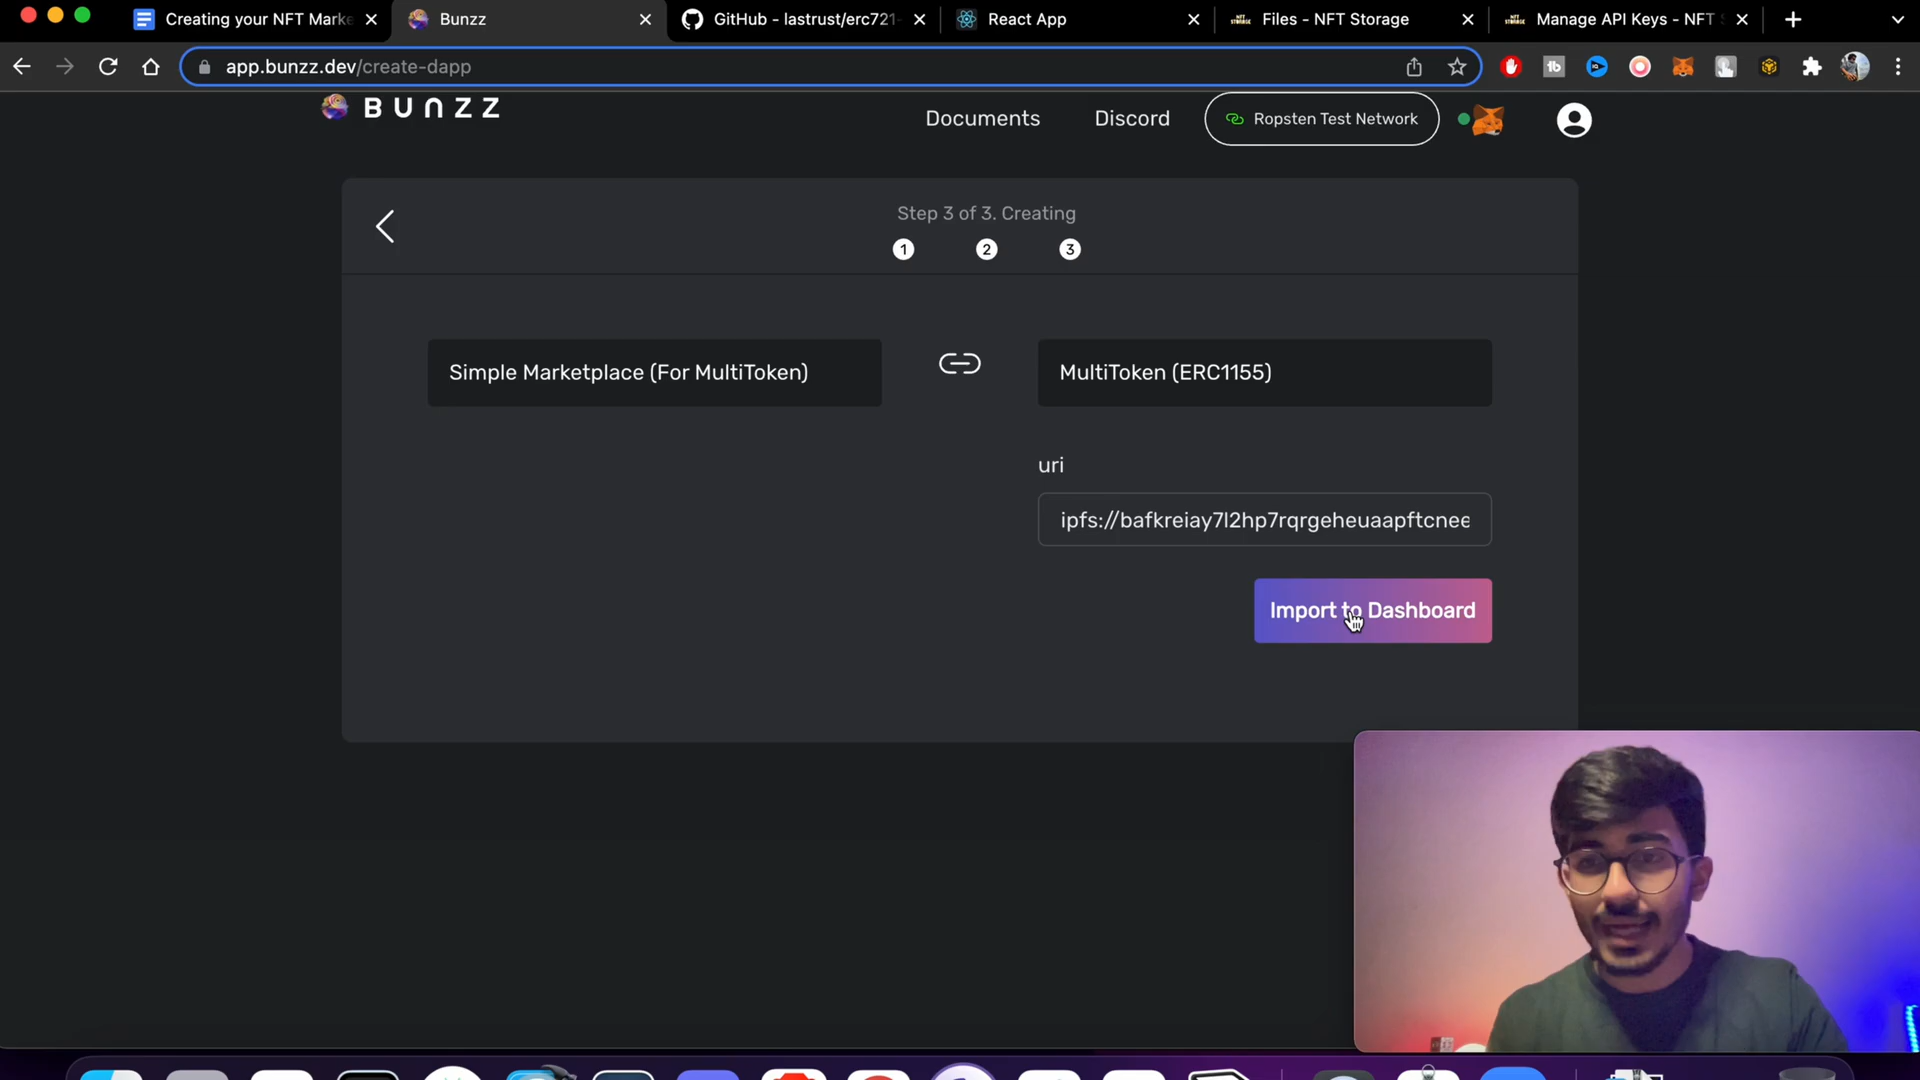 Creating your NFT Marke
Bunzz
GitHub - lastrust/erc721-
React App
Files - NFT Storage
Manage API Keys - NFT S
app.bunzz.dev/create-dapp
BUNZZ
Documents
Discord
Ropsten Test Network
Step 3 of 3. Creating
1 2 3
Simple Marketplace (For MultiToken)
MultiToken (ERC1155)
uri
ipfs://bafkreiay7l2hp7rqrgeheuaapftcnee
Import to Dashboard